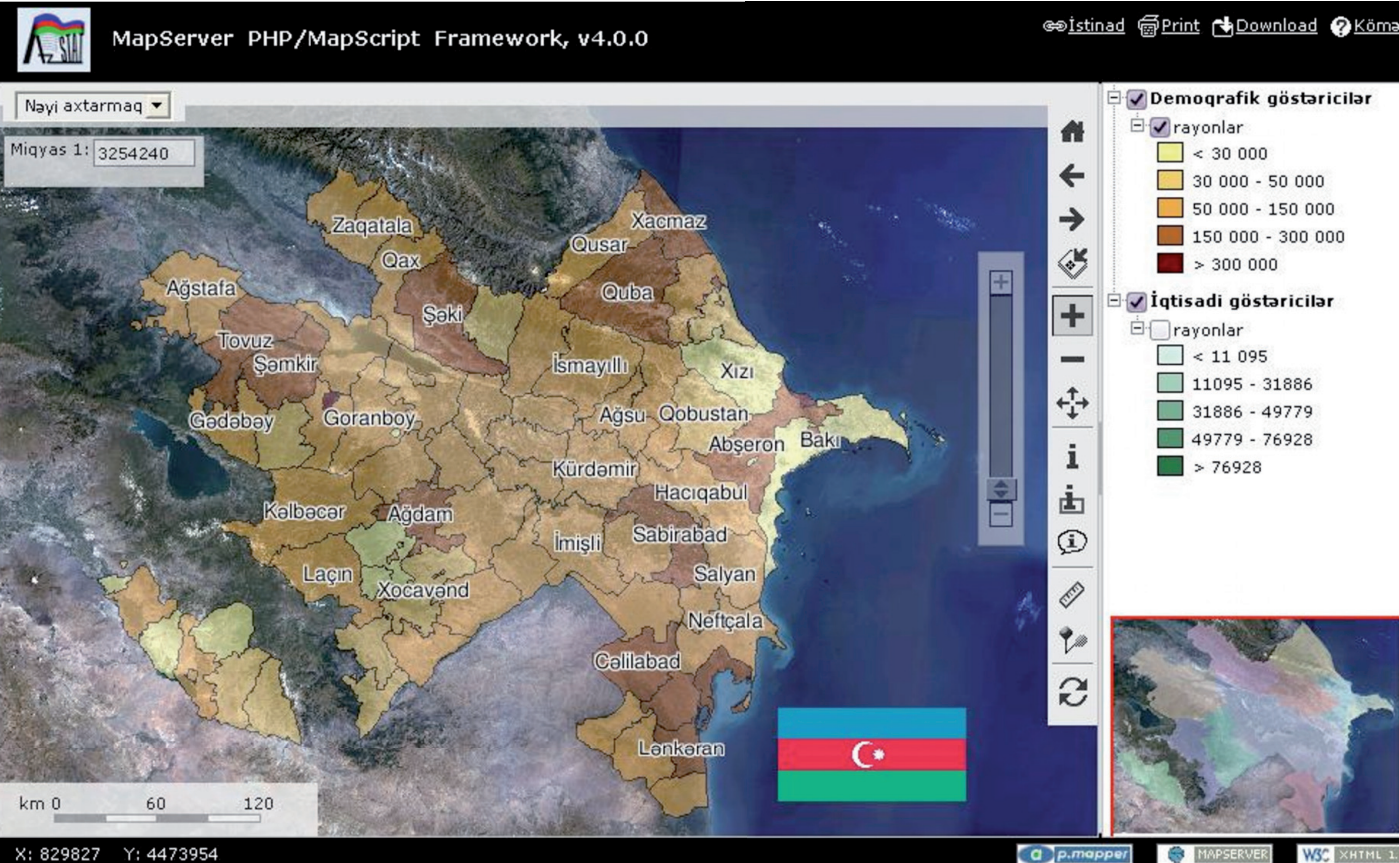 AzSTAT
MapServer PHP/MapScript Framework, v4.0.0
İstinad Print Download
Nəyi axtarmaq
Miqyas 1: 3254240
Demoqrafik göstəricilər
rayonlar
< 30 000
30 000 - 50 000
50 000 - 150 000
150 000 - 300 000
> 300 000
İqtisadi göstəricilər
rayonlar
< 11 095
11095 - 31886
31886 - 49779
49779 - 76928
> 76928
Zaqatala
Xacmaz
Qusar
Qax
Ağstafa
Quba
Şəki
Tovuz
Şəmkir
İsmayıllı
Xızı
Gədəbəy
Goranboy
Ağsu
Qobustan
Abşeron
Bakı
Kürdəmir
Hacıqabul
Kəlbəcər
Ağdam
İmişli
Sabirabad
Laçın
Salyan
Xocavənd
Neftçala
Cəlilabad
Lənkəran
km 0 60 120
X: 829827 Y: 4473954
p.mapper
MAPSERVER
W3C XHTML